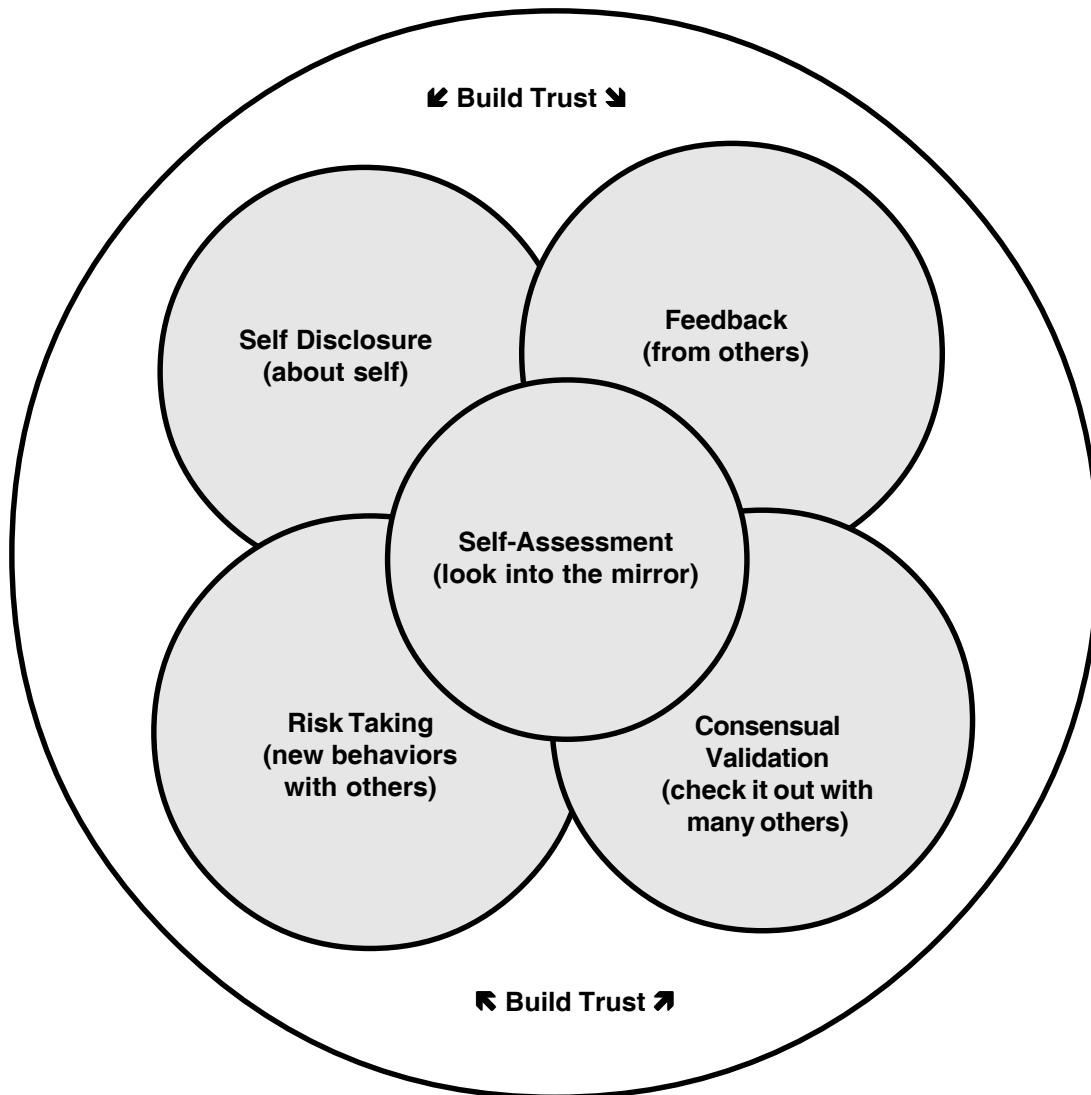 ↙ Build Trust ↘
Self Disclosure
(about self)
Feedback
(from others)
Self-Assessment
(look into the mirror)
Risk Taking
(new behaviors
with others)
Consensual
Validation
(check it out with
many others)
↖ Build Trust ↗